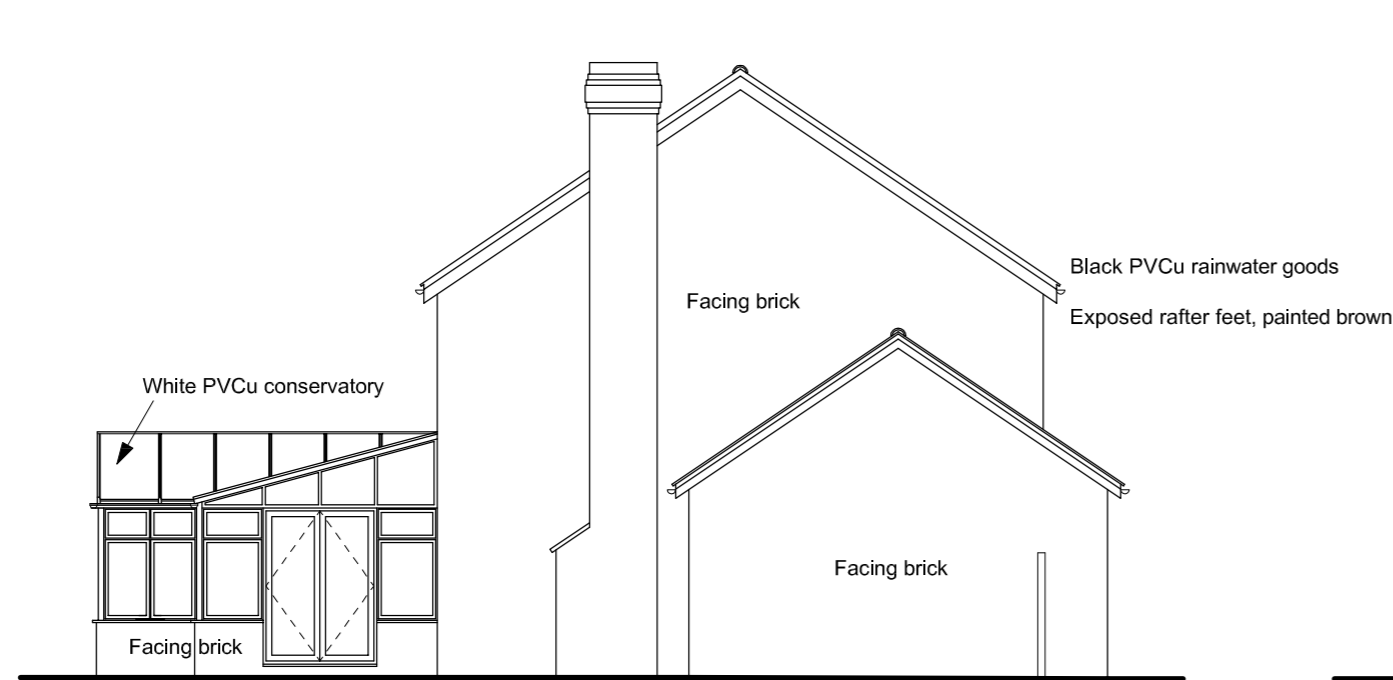 Black PVCu rainwater goods
Facing brick
Exposed rafter feet, painted brown
White PVCu conservatory
Facing brick
Facing brick